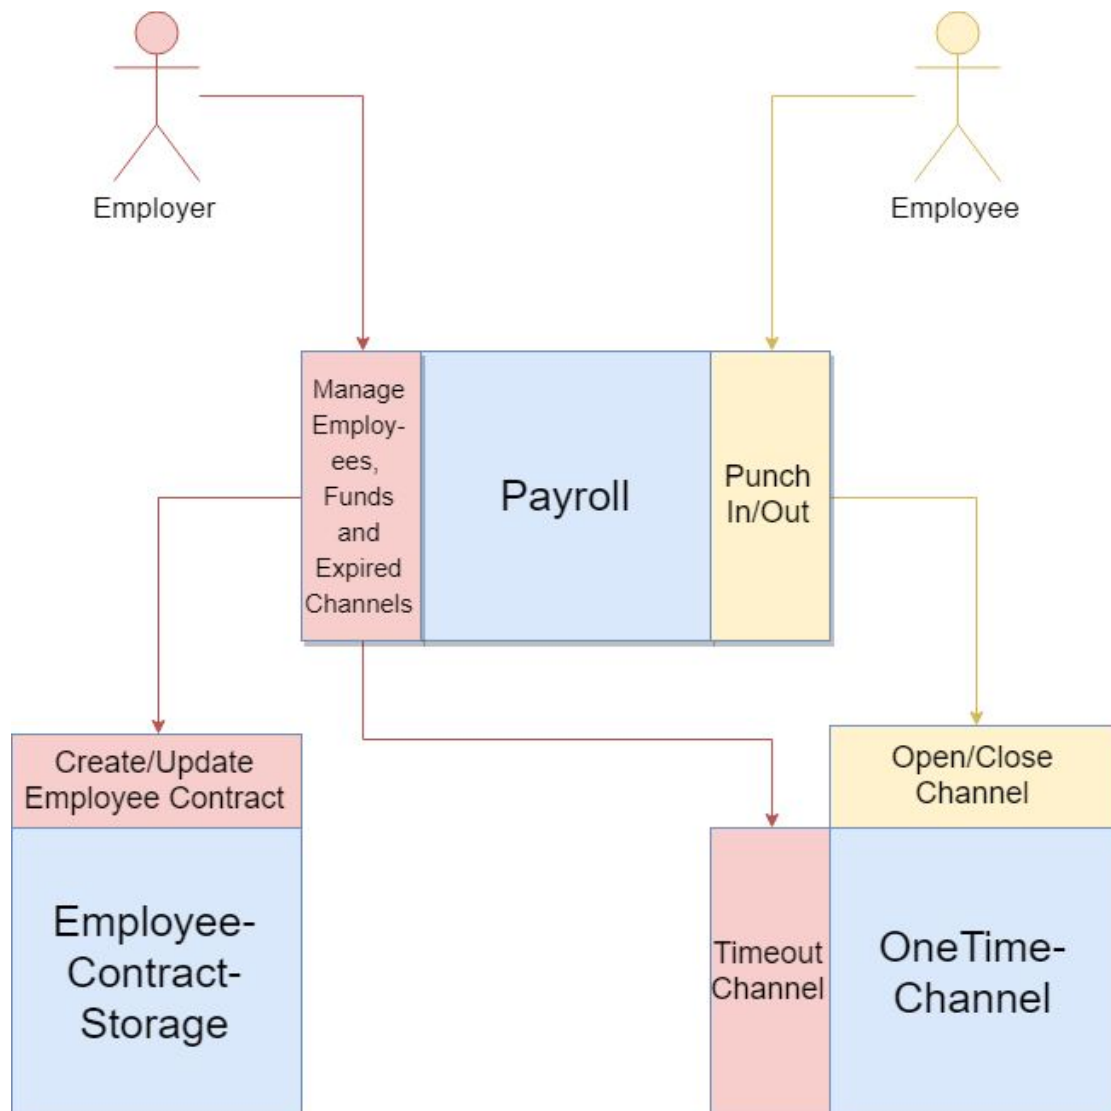 Employer
Employee
Manage
Employ-
ees,
Funds
and
Expired
Channels
Payroll
Punch
In/Out
Create/Update
Employee Contract
Employee-
Contract-
Storage
Open/Close
Channel
Timeout
Channel
OneTime-
Channel